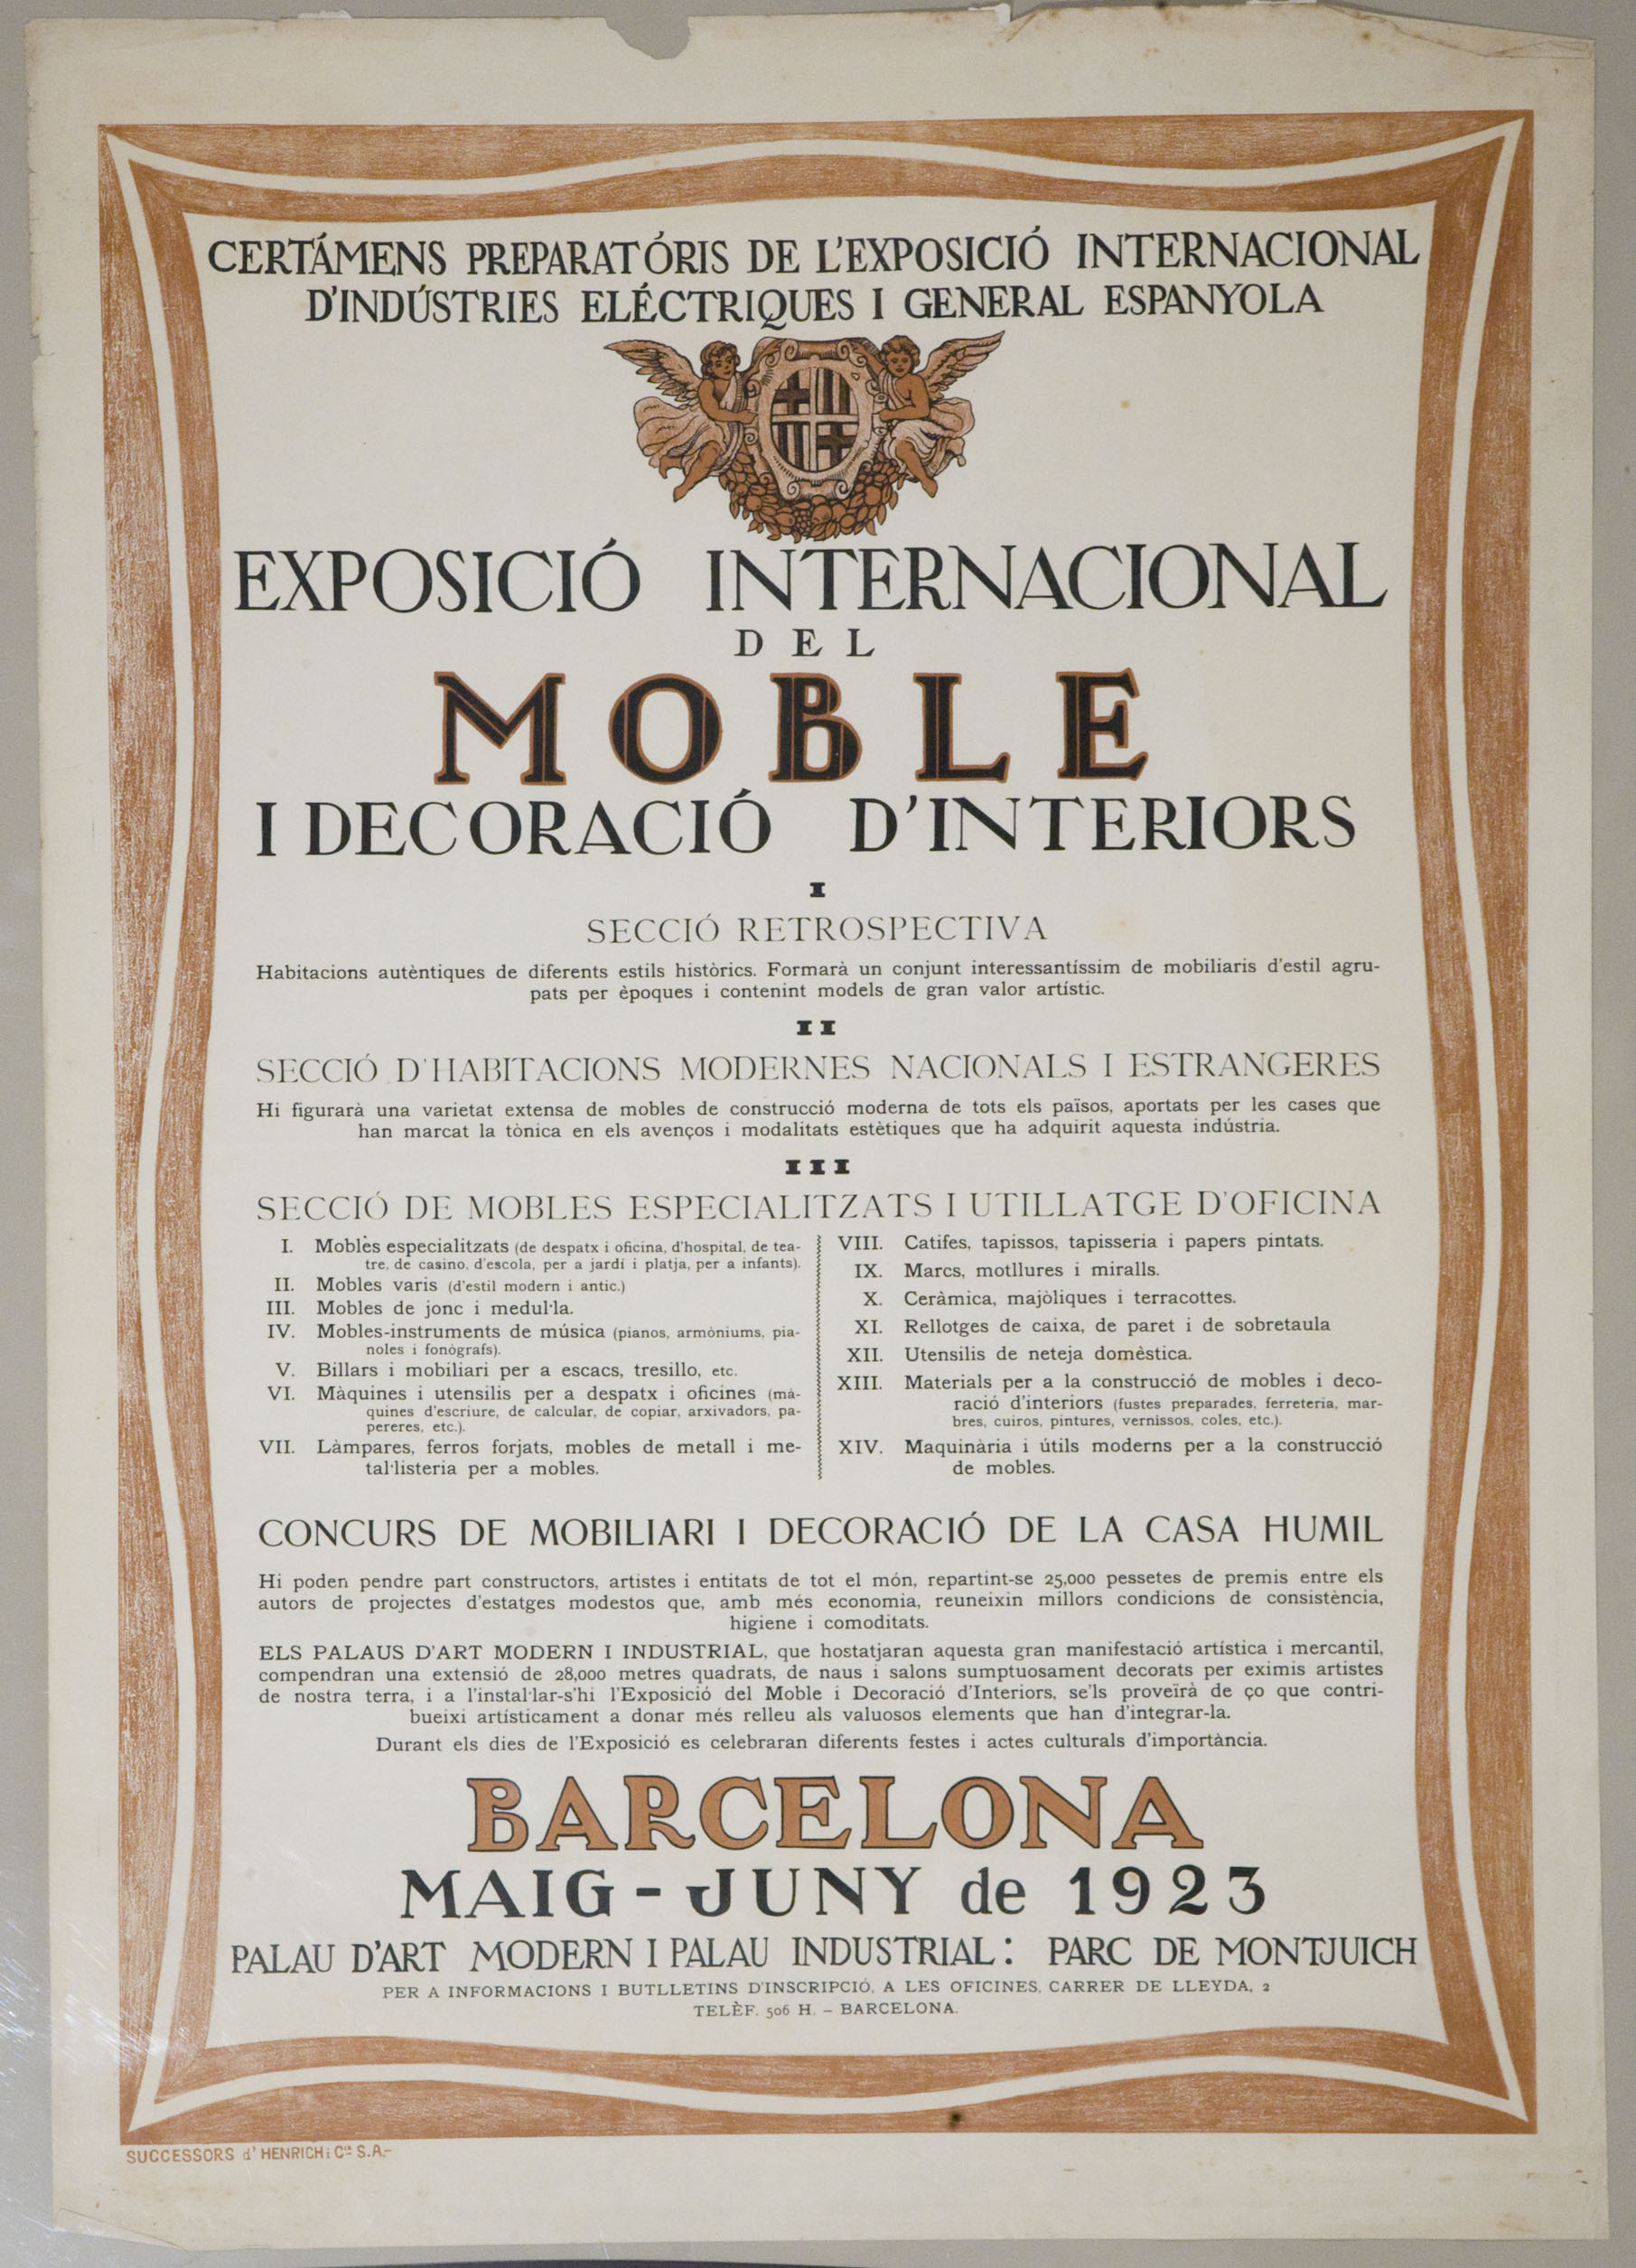 CERTÁMENS PREPARATÓRIS DE L'EXPOSICIÓ INTERNACIONAL
D'INDÚSTRIES ELÉCTRIQUES I GENERAL ESPANYOLA
EXPOSICIÓ INTERNACIONAL
DEL
MOBLE
I DECORACIÓ D'INTERIORS
I
SECCIÓ RETROSPECTIVA
Habitacions autèntiques de diferents estils històrics. Formarà un conjunt interessantíssim de mobiliaris d'estil agru-
pats per èpoques i contenint models de gran valor artístic.
II
SECCIÓ D'HABITACIONS MODERNES NACIONALS I ESTRANGERES
Hi figurarà una varietat extensa de mobles de construcció moderna de tots els països, aportats per les cases que
han marcat la tònica en els avenços i modalitats estètiques que ha adquirit aquesta indústria.
III
SECCIÓ DE MOBLES ESPECIALITZATS I UTILLATGE D'OFICINA
I. Moblès especialitzats (de despatx i oficina, d'hospital, de tea-
tre, de casino, d'escola, per a jardí i platja, per a infants).
II. Mobles varis (d'estil modern i antic.)
III. Mobles de jonc i medul·la.
IV. Mobles-instruments de música (pianos, armòniums, pia-
noles i fonògrafs).
V. Billars i mobiliari per a escacs, tresillo, etc.
VI. Màquines i utensilis per a despatx i oficines (mà-
quines d'escriure, de calcular, de copiar, arxivadors, pa-
pereres, etc.).
VII. Làmpares, ferros forjats, mobles de metall i me-
tal·listeria per a mobles.
VIII. Catifes, tapissos, tapisseria i papers pintats.
IX. Marcs, motllures i miralls.
X. Ceràmica, majòliques i terracottes.
XI. Rellotges de caixa, de paret i de sobretaula
XII. Utensilis de neteja domèstica.
XIII. Materials per a la construcció de mobles i deco-
ració d'interiors (fustes preparades, ferreteria, mar-
bres, cuiros, pintures, vernissos, coles, etc.).
XIV. Maquinària i útils moderns per a la construcció
de mobles.
CONCURS DE MOBILIARI I DECORACIÓ DE LA CASA HUMIL
Hi poden pendre part constructors, artistes i entitats de tot el món, repartint-se 25,000 pessetes de premis entre els
autors de projectes d'estatges modestos que, amb més economia, reuneixin millors condicions de consistència,
higiene i comoditats.
ELS PALAUS D'ART MODERN I INDUSTRIAL, que hostatjaran aquesta gran manifestació artística i mercantil,
compendran una extensió de 28,000 metres quadrats, de naus i salons sumptuosament decorats per eximis artistes
de nostra terra, i a l'instal·lar-s'hi l'Exposició del Moble i Decoració d'Interiors, se'ls proveïrà de ço que contri-
bueixi artísticament a donar més relleu als valuosos elements que han d'integrar-la.
Durant els dies de l'Exposició es celebraran diferents festes i actes culturals d'importància.
BARCELONA
MAIG - JUNY de 1923
PALAU D'ART MODERN I PALAU INDUSTRIAL: PARC DE MONTJUICH
PER A INFORMACIONS I BUTLLETINS D'INSCRIPCIÓ, A LES OFICINES, CARRER DE LLEYDA, 2
TELÈF. 506 H. – BARCELONA.
SUCCESSORS d' HENRICH i Cia S.A.-